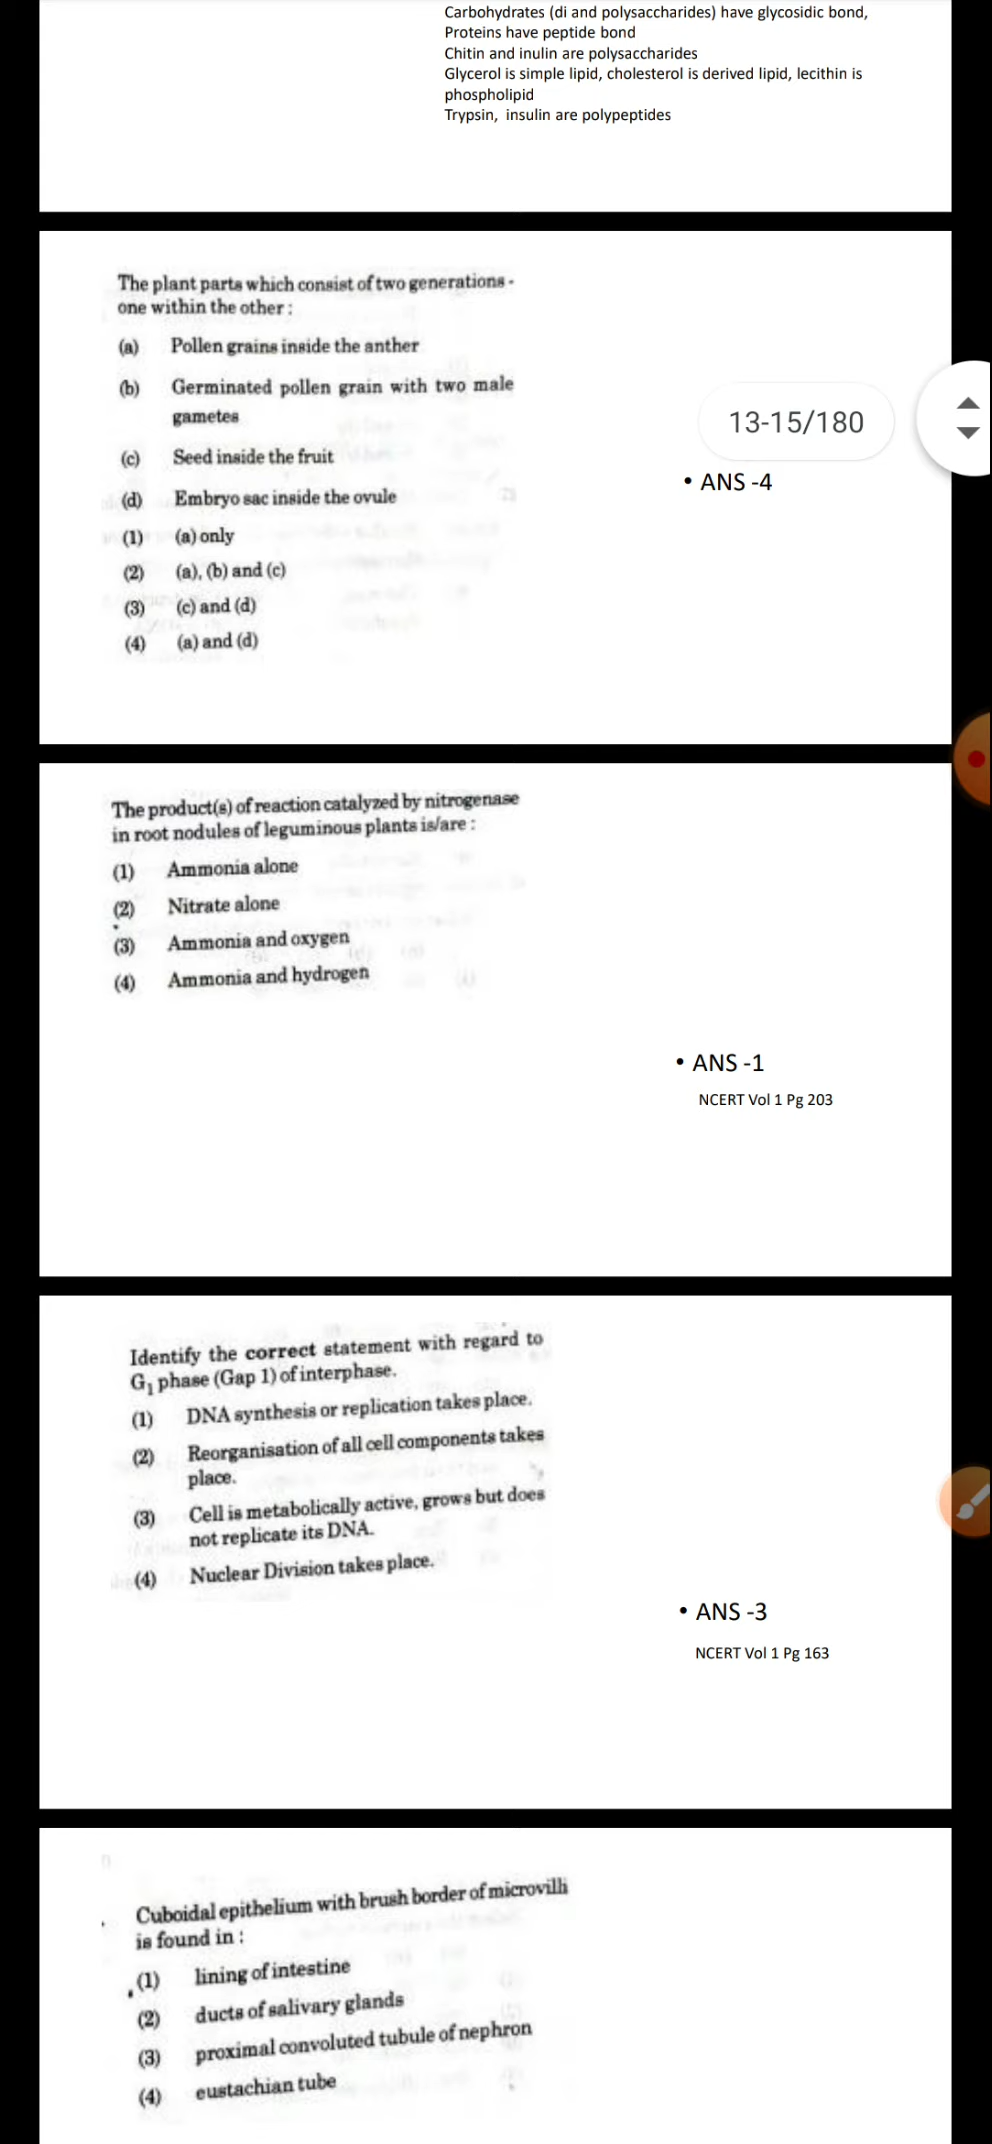 Carbohydrates (di and polysaccharides) have glycosidic bond,
Proteins have peptide bond
Chitin and inulin are polysaccharides
Glycerol is simple lipid, cholesterol is derived lipid, lecithin is
phospholipid
Trypsin, insulin are polypeptides
The plant parts which consist of two generations -
one within the other :
(a) Pollen grains inside the anther
(b) Germinated pollen grain with two male
gametes
(c) Seed inside the fruit
(d) Embryo sac inside the ovule
(1) (a) only
(2) (a), (b) and (c)
(3) (c) and (d)
(4) (a) and (d)
13-15/180
• ANS -4
The product(s) of reaction catalyzed by nitrogenase
in root nodules of leguminous plants is/are :
(1) Ammonia alone
(2) Nitrate alone
(3) Ammonia and oxygen
(4) Ammonia and hydrogen
• ANS -1
NCERT Vol 1 Pg 203
Identify the correct statement with regard to
G₁ phase (Gap 1) of interphase.
(1) DNA synthesis or replication takes place.
(2) Reorganisation of all cell components takes
place.
(3) Cell is metabolically active, grows but does
not replicate its DNA.
(4) Nuclear Division takes place.
• ANS -3
NCERT Vol 1 Pg 163
Cuboidal epithelium with brush border of microvilli
is found in :
(1) lining of intestine
(2) ducts of salivary glands
(3) proximal convoluted tubule of nephron
(4) eustachian tube